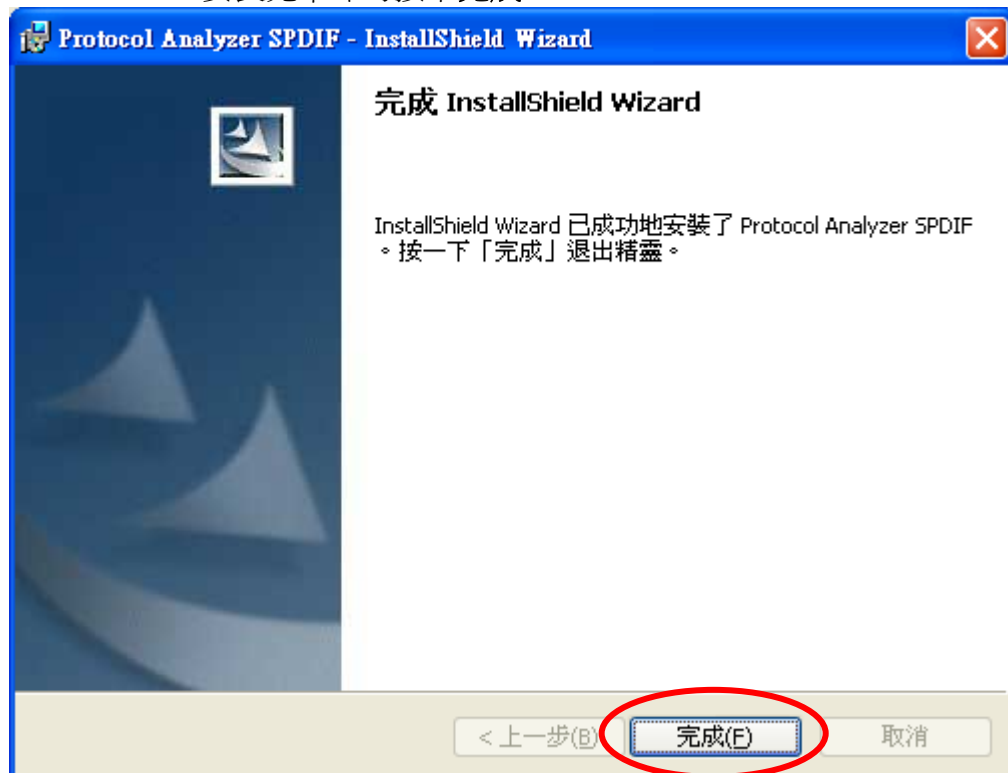 Protocol Analyzer SPDIF - InstallShield Wizard
完成 InstallShield Wizard
InstallShield Wizard 已成功地安裝了 Protocol Analyzer SPDIF
。按一下「完成」退出精靈。
< 上一步(B) 完成(F) 取消